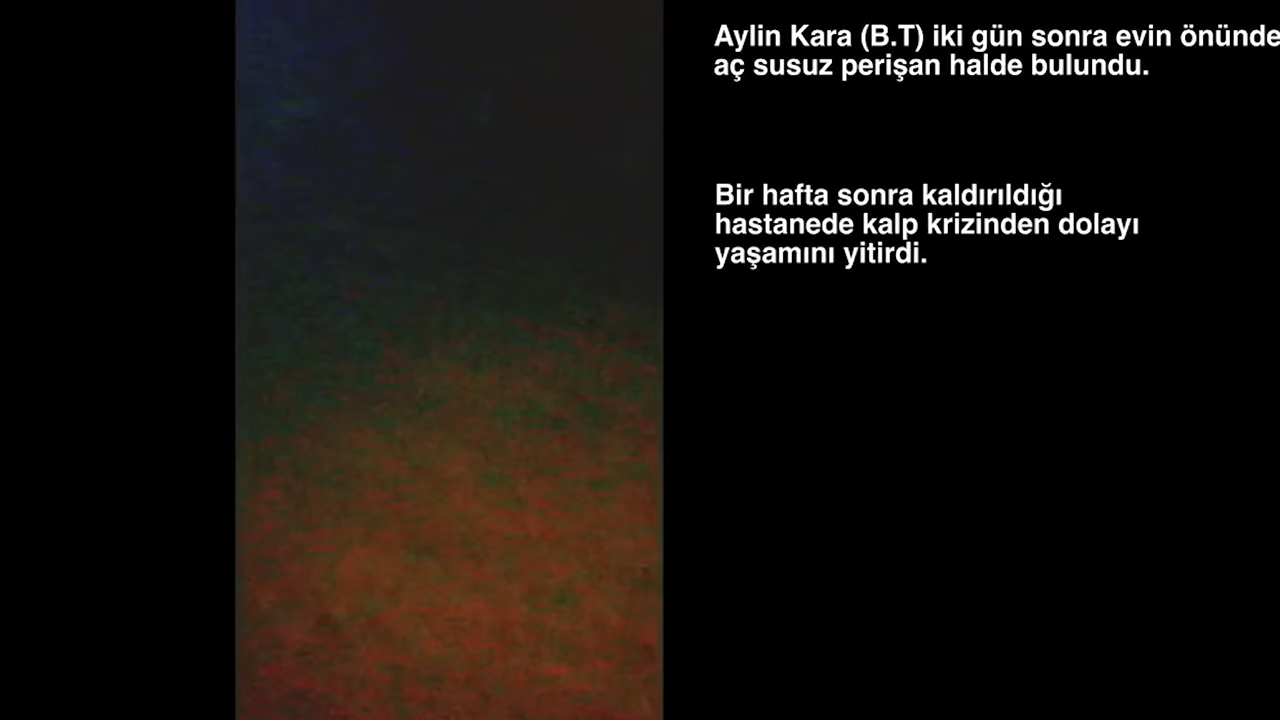 Aylin Kara (B.T) iki gün sonra evin önünde
aç susuz perişan halde bulundu.
Bir hafta sonra kaldırıldığı
hastanede kalp krizinden dolayı
yaşamını yitirdi.